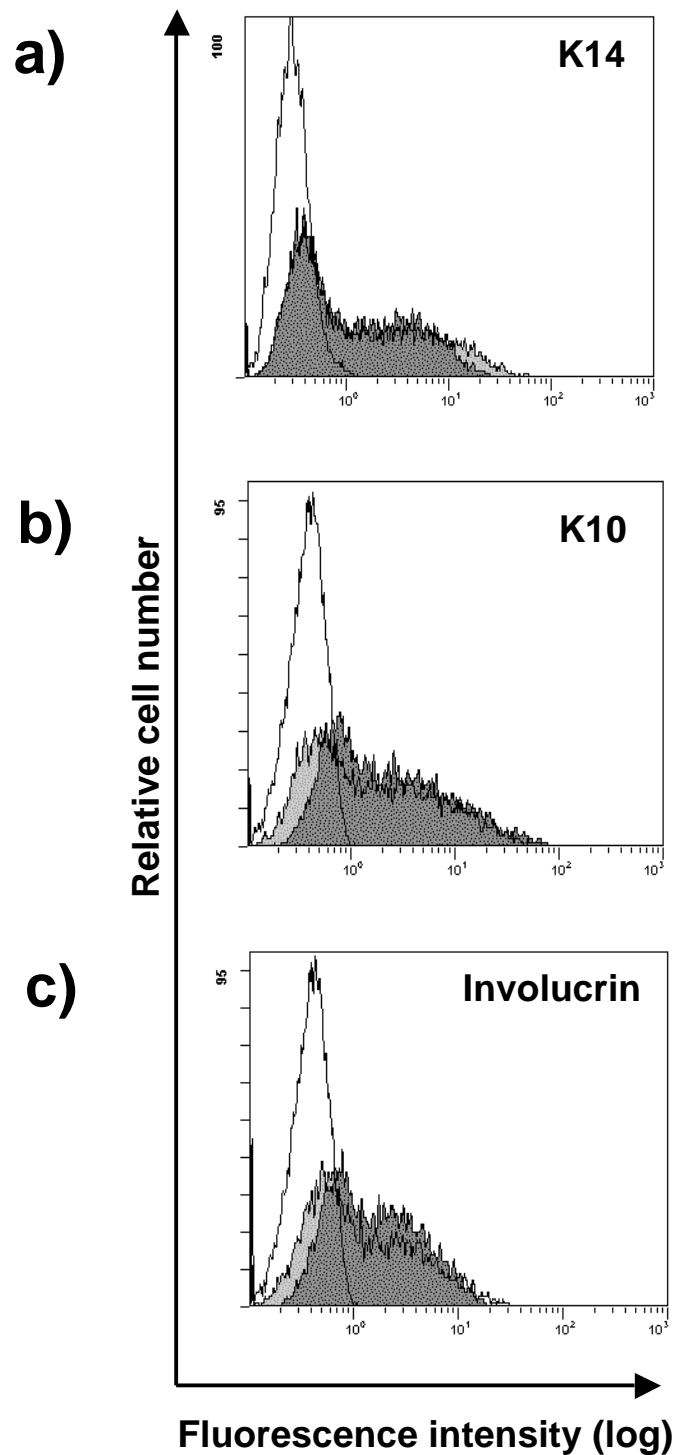 a)
100
K14
10⁰ 10¹ 10² 10³
b)
95
K10
10⁰ 10¹ 10² 10³
Relative cell number
c)
95
Involucrin
10⁰ 10¹ 10² 10³
Fluorescence intensity (log)